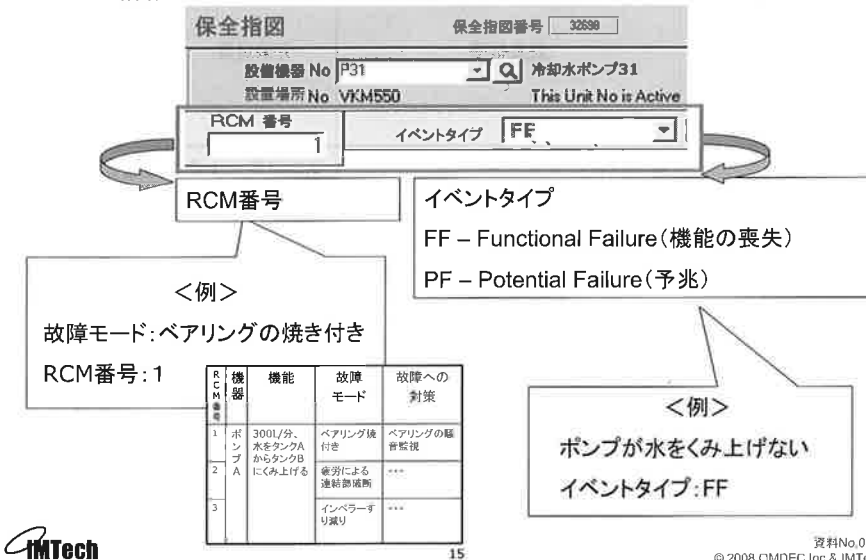 保全指図
保全指図番号 32698
設備機器 No P31 冷却水ポンプ31
設置場所 No VKM550 This Unit No is Active
RCM 番号 1
イベントタイプ FF
RCM番号
イベントタイプ
FF – Functional Failure(機能の喪失)
PF – Potential Failure(予兆)
<例>
故障モード:ベアリングの焼き付き
RCM番号:1
RCM番号 機器 機能 故障モード 故障への対策
1 ポンプA 300L/分、水をタンクAからタンクBにくみ上げる ベアリング焼付き ベアリングの騒音監視
2 疲労による連結部破断 ***
3 インペラーすり減り ***
<例>
ポンプが水をくみ上げない
イベントタイプ:FF
IMTech
15
資料No,0
© 2008 OMDEC Inc & IMTe